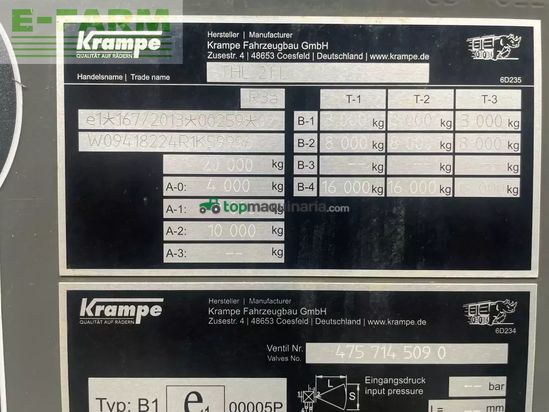 E-FARM
Krampe
QUALITÄT AUF RÄDERN
Hersteller | Manufacturer
Krampe Fahrzeugbau GmbH
Zusestr. 4 | 48653 Coesfeld | Deutschland | www.krampe.de
Handelsname | Trade name
6D235
R3a
T-1 T-2 T-3
e1*167/2013*00259*
B-1 3 000 kg 3 000 kg 3 000 kg
B-2 8 000 kg kg kg
20 000 kg
B-3 -- kg -- kg kg
A-0: 4 000 kg
B-4 16 000 kg 16 000 kg kg
A-1: kg
topmaquinaria.com
A-2: 10 000 kg
A-3: -- kg
Krampe
QUALITÄT AUF RÄDERN
Hersteller | Manufacturer
Krampe Fahrzeugbau GmbH
Zusestr. 4 | 48653 Coesfeld | Deutschland | www.krampe.de
6D234
Ventil Nr.
Valves No.
475 714 509 0
Typ: B1 e 00005P
L
S
Eingangsdruck
input pressure
-- bar
mm